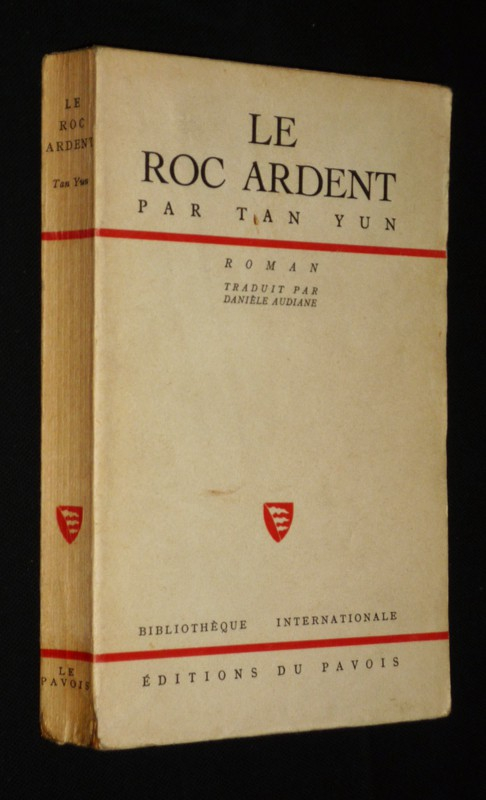 LE
ROC
ARDENT
Tan Yun
LE
PAVOIS
LE
ROC ARDENT
PAR TAN YUN
ROMAN
TRADUIT PAR
DANIÈLE AUDIANE
BIBLIOTHÈQUE INTERNATIONALE
ÉDITIONS DU PAVOIS